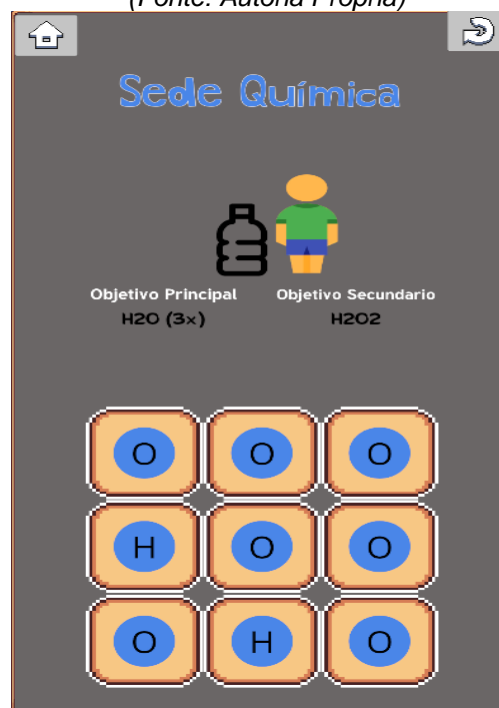 (Fonte: Autoria Própria)
Sede Química
Objetivo Principal Objetivo Secundario
H2O (3x) H2O2
O O O
H O O
O H O